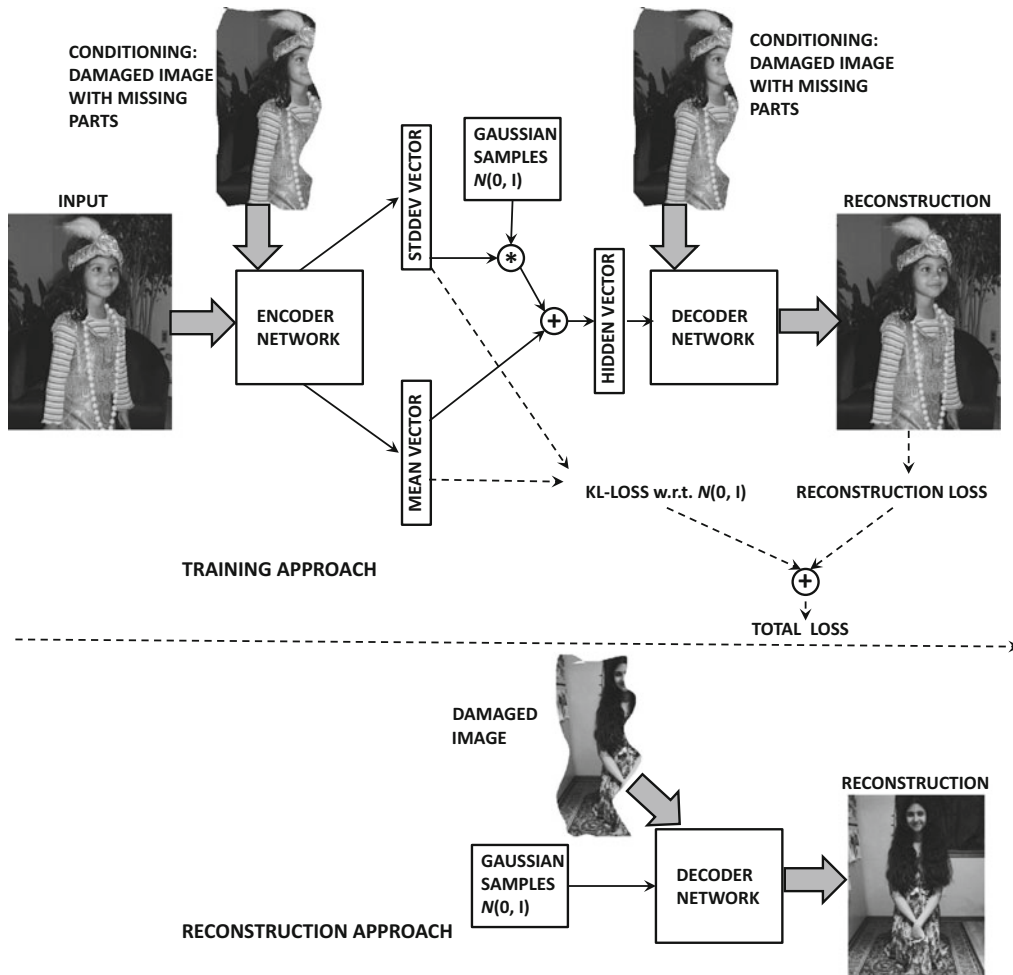 CONDITIONING:
DAMAGED IMAGE
WITH MISSING
PARTS
CONDITIONING:
DAMAGED IMAGE
WITH MISSING
PARTS
INPUT
STDDEV VECTOR
GAUSSIAN
SAMPLES
N(0, I)
RECONSTRUCTION
*
ENCODER
NETWORK
+
HIDDEN VECTOR
DECODER
NETWORK
MEAN VECTOR
KL-LOSS w.r.t. N(0, I)
RECONSTRUCTION LOSS
TRAINING APPROACH
+
TOTAL LOSS
DAMAGED
IMAGE
RECONSTRUCTION
GAUSSIAN
SAMPLES
N(0, I)
DECODER
NETWORK
RECONSTRUCTION APPROACH